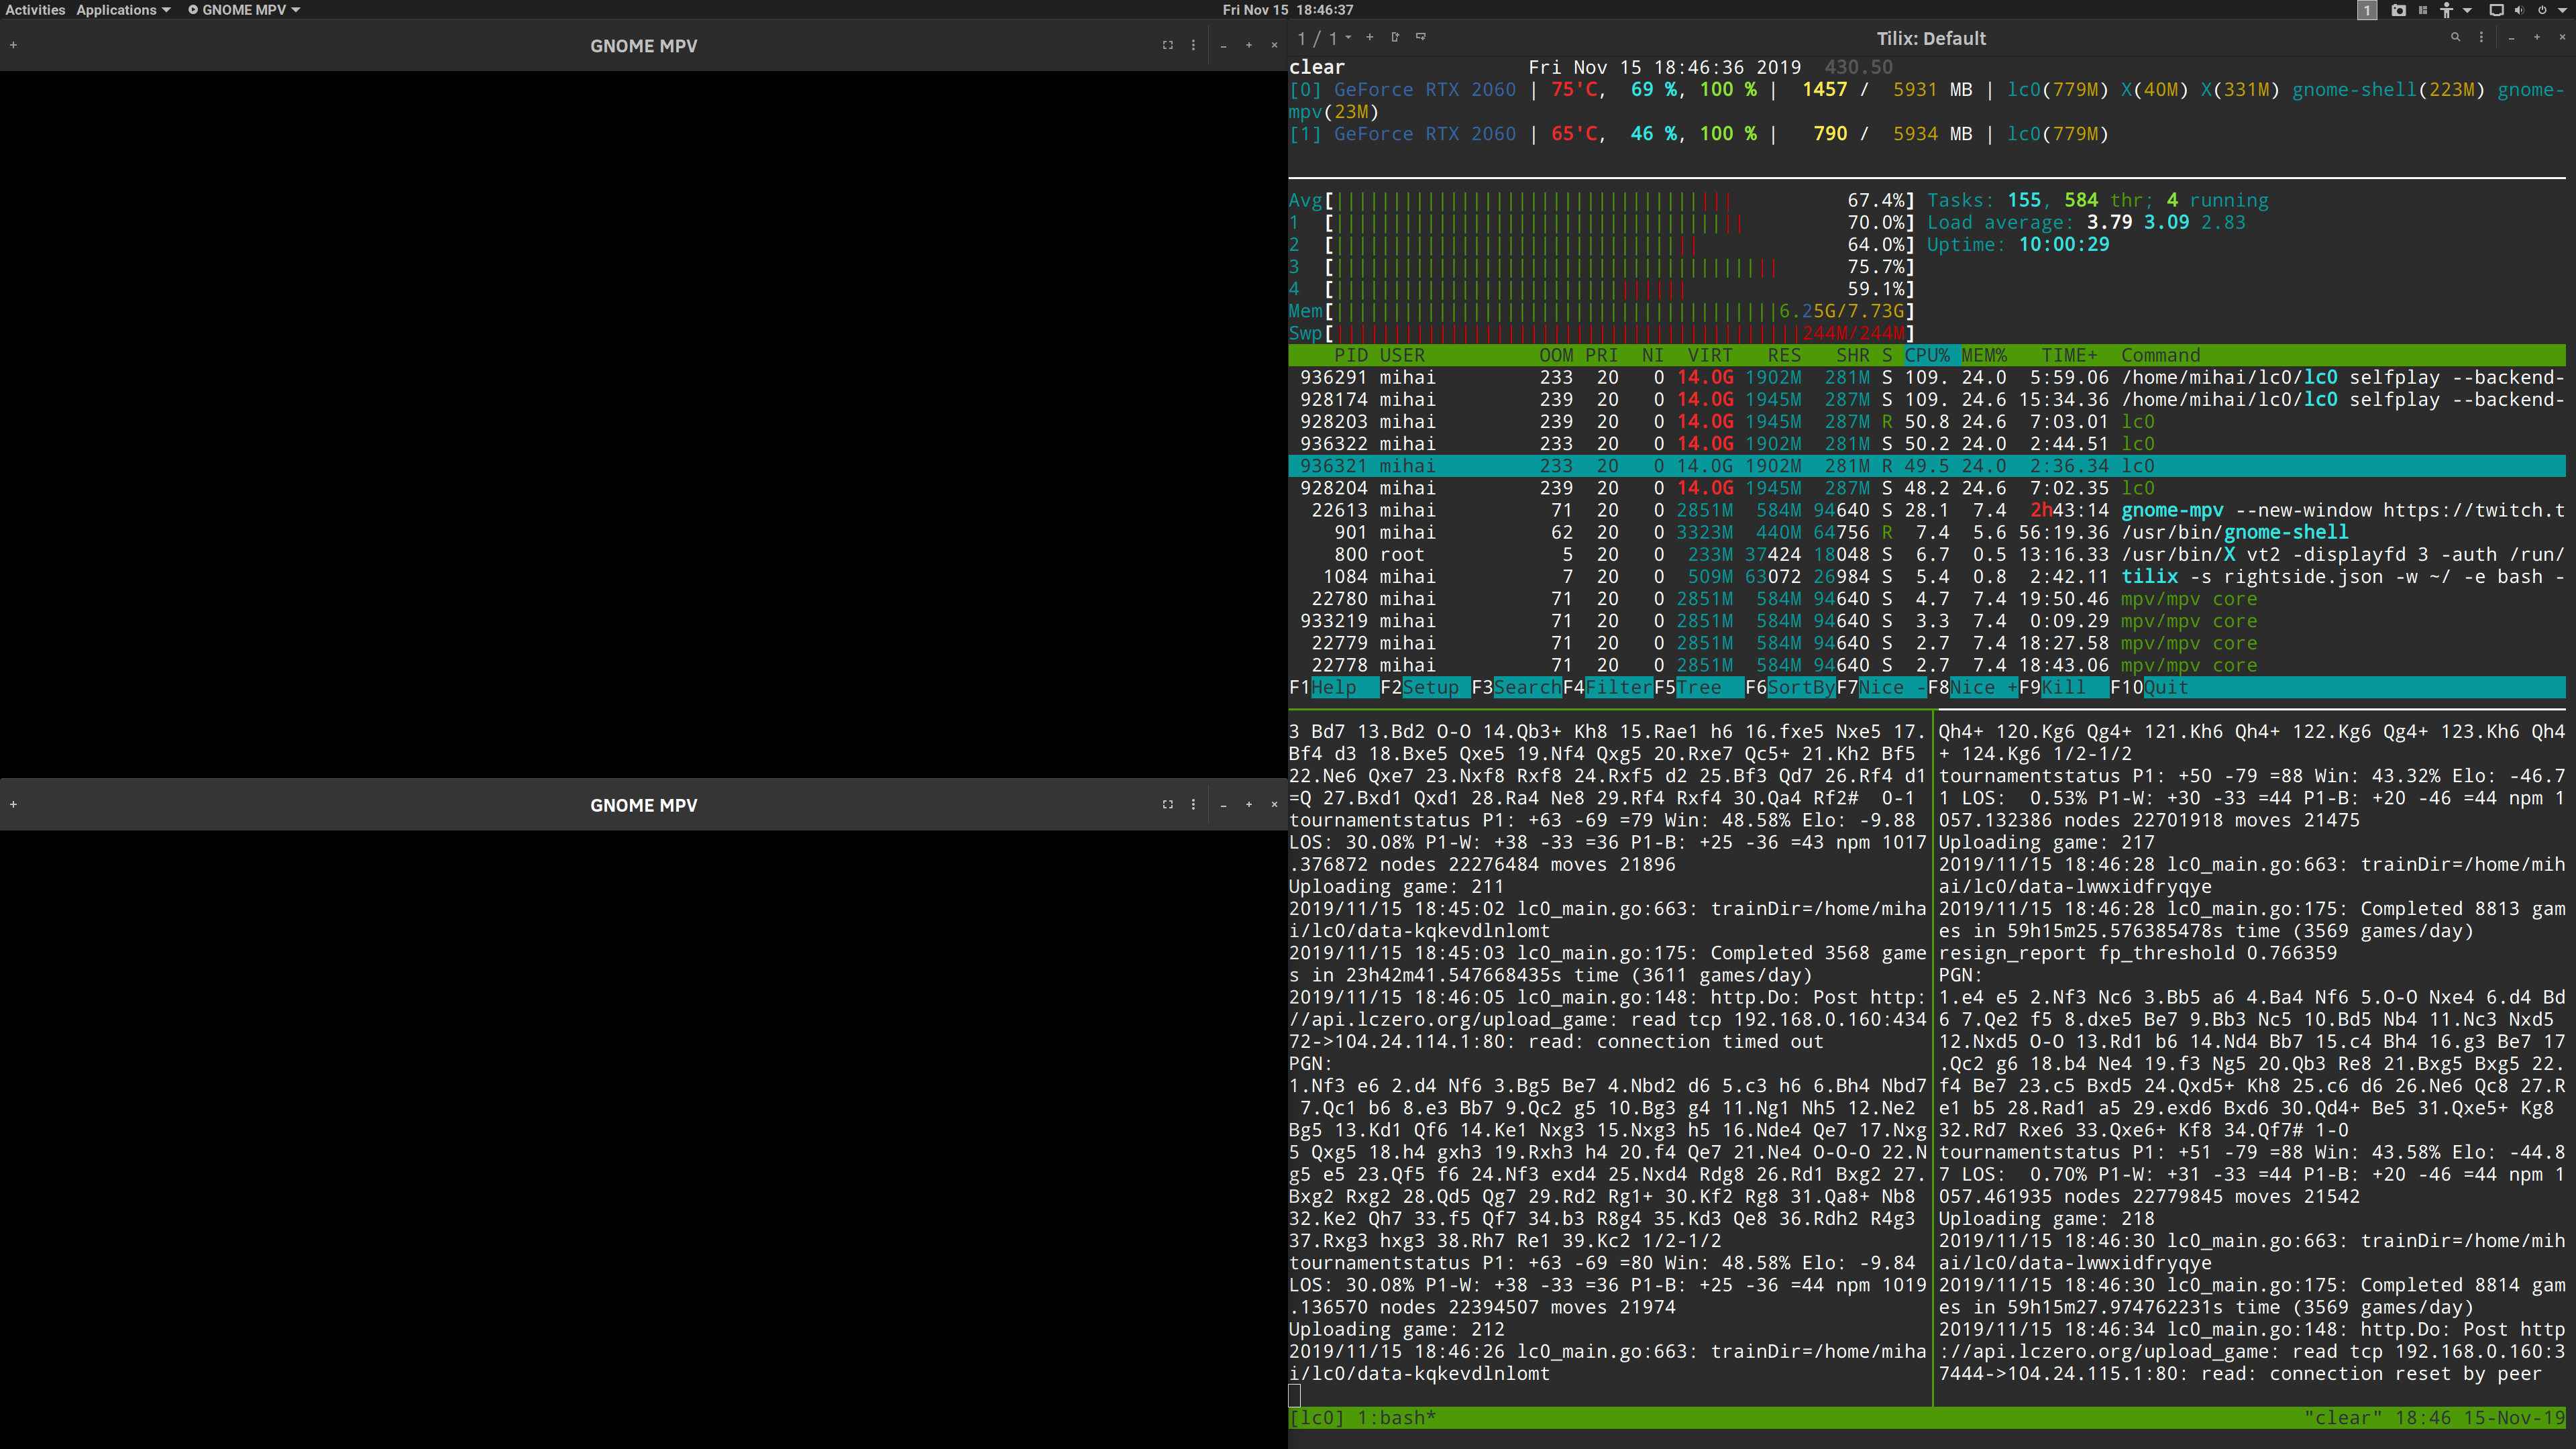 Activities Applications GNOME MPV Fri Nov 15 18:46:37 1
GNOME MPV
GNOME MPV
1 / 1 Tilix: Default
clear Fri Nov 15 18:46:36 2019 430.50
[0] GeForce RTX 2060 | 75'C, 69 %, 100 % | 1457 / 5931 MB | lc0(779M) X(40M) X(331M) gnome-shell(223M) gnome-
mpv(23M)
[1] GeForce RTX 2060 | 65'C, 46 %, 100 % | 790 / 5934 MB | lc0(779M)
Avg[ 67.4%] Tasks: 155, 584 thr; 4 running
1 [ 70.0%] Load average: 3.79 3.09 2.83
2 [ 64.0%] Uptime: 10:00:29
3 [ 75.7%]
4 [ 59.1%]
Mem[ 6.25G/7.73G]
Swp[ 244M/244M]
PID USER OOM PRI NI VIRT RES SHR S CPU% MEM% TIME+ Command
936291 mihai 233 20 0 14.0G 1902M 281M S 109. 24.0 5:59.06 /home/mihai/lc0/lc0 selfplay --backend-
928174 mihai 239 20 0 14.0G 1945M 287M S 109. 24.6 15:34.36 /home/mihai/lc0/lc0 selfplay --backend-
928203 mihai 239 20 0 14.0G 1945M 287M R 50.8 24.6 7:03.01 lc0
936322 mihai 233 20 0 14.0G 1902M 281M S 50.2 24.0 2:44.51 lc0
936321 mihai 233 20 0 14.0G 1902M 281M R 49.5 24.0 2:36.34 lc0
928204 mihai 239 20 0 14.0G 1945M 287M S 48.2 24.6 7:02.35 lc0
22613 mihai 71 20 0 2851M 584M 94640 S 28.1 7.4 2h43:14 gnome-mpv --new-window https://twitch.t
901 mihai 62 20 0 3323M 440M 64756 R 7.4 5.6 56:19.36 /usr/bin/gnome-shell
800 root 5 20 0 233M 37424 18048 S 6.7 0.5 13:16.33 /usr/bin/X vt2 -displayfd 3 -auth /run/
1084 mihai 7 20 0 509M 63072 26984 S 5.4 0.8 2:42.11 tilix -s rightside.json -w ~/ -e bash -
22780 mihai 71 20 0 2851M 584M 94640 S 4.7 7.4 19:50.46 mpv/mpv core
933219 mihai 71 20 0 2851M 584M 94640 S 3.3 7.4 0:09.29 mpv/mpv core
22779 mihai 71 20 0 2851M 584M 94640 S 2.7 7.4 18:27.58 mpv/mpv core
22778 mihai 71 20 0 2851M 584M 94640 S 2.7 7.4 18:43.06 mpv/mpv core
F1Help F2Setup F3SearchF4FilterF5Tree F6SortByF7Nice -F8Nice +F9Kill F10Quit
3 Bd7 13.Bd2 O-O 14.Qb3+ Kh8 15.Rae1 h6 16.fxe5 Nxe5 17.
Bf4 d3 18.Bxe5 Qxe5 19.Nf4 Qxg5 20.Rxe7 Qc5+ 21.Kh2 Bf5
22.Ne6 Qxe7 23.Nxf8 Rxf8 24.Rxf5 d2 25.Bf3 Qd7 26.Rf4 d1
=Q 27.Bxd1 Qxd1 28.Ra4 Ne8 29.Rf4 Rxf4 30.Qa4 Rf2# 0-1
tournamentstatus P1: +63 -69 =79 Win: 48.58% Elo: -9.88
LOS: 30.08% P1-W: +38 -33 =36 P1-B: +25 -36 =43 npm 1017
.376872 nodes 22276484 moves 21896
Uploading game: 211
2019/11/15 18:45:02 lc0_main.go:663: trainDir=/home/miha
i/lc0/data-kqkevdlnlomt
2019/11/15 18:45:03 lc0_main.go:175: Completed 3568 game
s in 23h42m41.547668435s time (3611 games/day)
2019/11/15 18:46:05 lc0_main.go:148: http.Do: Post http:
//api.lczero.org/upload_game: read tcp 192.168.0.160:434
72->104.24.114.1:80: read: connection timed out
PGN:
1.Nf3 e6 2.d4 Nf6 3.Bg5 Be7 4.Nbd2 d6 5.c3 h6 6.Bh4 Nbd7
7.Qc1 b6 8.e3 Bb7 9.Qc2 g5 10.Bg3 g4 11.Ng1 Nh5 12.Ne2
Bg5 13.Kd1 Qf6 14.Ke1 Nxg3 15.Nxg3 h5 16.Nde4 Qe7 17.Nxg
5 Qxg5 18.h4 gxh3 19.Rxh3 h4 20.f4 Qe7 21.Ne4 O-O-O 22.N
g5 e5 23.Qf5 f6 24.Nf3 exd4 25.Nxd4 Rdg8 26.Rd1 Bxg2 27.
Bxg2 Rxg2 28.Qd5 Qg7 29.Rd2 Rg1+ 30.Kf2 Rg8 31.Qa8+ Nb8
32.Ke2 Qh7 33.f5 Qf7 34.b3 R8g4 35.Kd3 Qe8 36.Rdh2 R4g3
37.Rxg3 hxg3 38.Rh7 Re1 39.Kc2 1/2-1/2
tournamentstatus P1: +63 -69 =80 Win: 48.58% Elo: -9.84
LOS: 30.08% P1-W: +38 -33 =36 P1-B: +25 -36 =44 npm 1019
.136570 nodes 22394507 moves 21974
Uploading game: 212
2019/11/15 18:46:26 lc0_main.go:663: trainDir=/home/miha
i/lc0/data-kqkevdlnlomt
Qh4+ 120.Kg6 Qg4+ 121.Kh6 Qh4+ 122.Kg6 Qg4+ 123.Kh6 Qh4
+ 124.Kg6 1/2-1/2
tournamentstatus P1: +50 -79 =88 Win: 43.32% Elo: -46.7
1 LOS: 0.53% P1-W: +30 -33 =44 P1-B: +20 -46 =44 npm 1
057.132386 nodes 22701918 moves 21475
Uploading game: 217
2019/11/15 18:46:28 lc0_main.go:663: trainDir=/home/mih
ai/lc0/data-lwwxidfryqye
2019/11/15 18:46:28 lc0_main.go:175: Completed 8813 gam
es in 59h15m25.576385478s time (3569 games/day)
resign_report fp_threshold 0.766359
PGN:
1.e4 e5 2.Nf3 Nc6 3.Bb5 a6 4.Ba4 Nf6 5.O-O Nxe4 6.d4 Bd
6 7.Qe2 f5 8.dxe5 Be7 9.Bb3 Nc5 10.Bd5 Nb4 11.Nc3 Nxd5
12.Nxd5 O-O 13.Rd1 b6 14.Nd4 Bb7 15.c4 Bh4 16.g3 Be7 17
.Qc2 g6 18.b4 Ne4 19.f3 Ng5 20.Qb3 Re8 21.Bxg5 Bxg5 22.
f4 Be7 23.c5 Bxd5 24.Qxd5+ Kh8 25.c6 d6 26.Ne6 Qc8 27.R
e1 b5 28.Rad1 a5 29.exd6 Bxd6 30.Qd4+ Be5 31.Qxe5+ Kg8
32.Rd7 Rxe6 33.Qxe6+ Kf8 34.Qf7# 1-0
tournamentstatus P1: +51 -79 =88 Win: 43.58% Elo: -44.8
7 LOS: 0.70% P1-W: +31 -33 =44 P1-B: +20 -46 =44 npm 1
057.461935 nodes 22779845 moves 21542
Uploading game: 218
2019/11/15 18:46:30 lc0_main.go:663: trainDir=/home/mih
ai/lc0/data-lwwxidfryqye
2019/11/15 18:46:30 lc0_main.go:175: Completed 8814 gam
es in 59h15m27.974762231s time (3569 games/day)
2019/11/15 18:46:34 lc0_main.go:148: http.Do: Post http
://api.lczero.org/upload_game: read tcp 192.168.0.160:3
7444->104.24.115.1:80: read: connection reset by peer
[lc0] 1:bash* "clear" 18:46 15-Nov-19